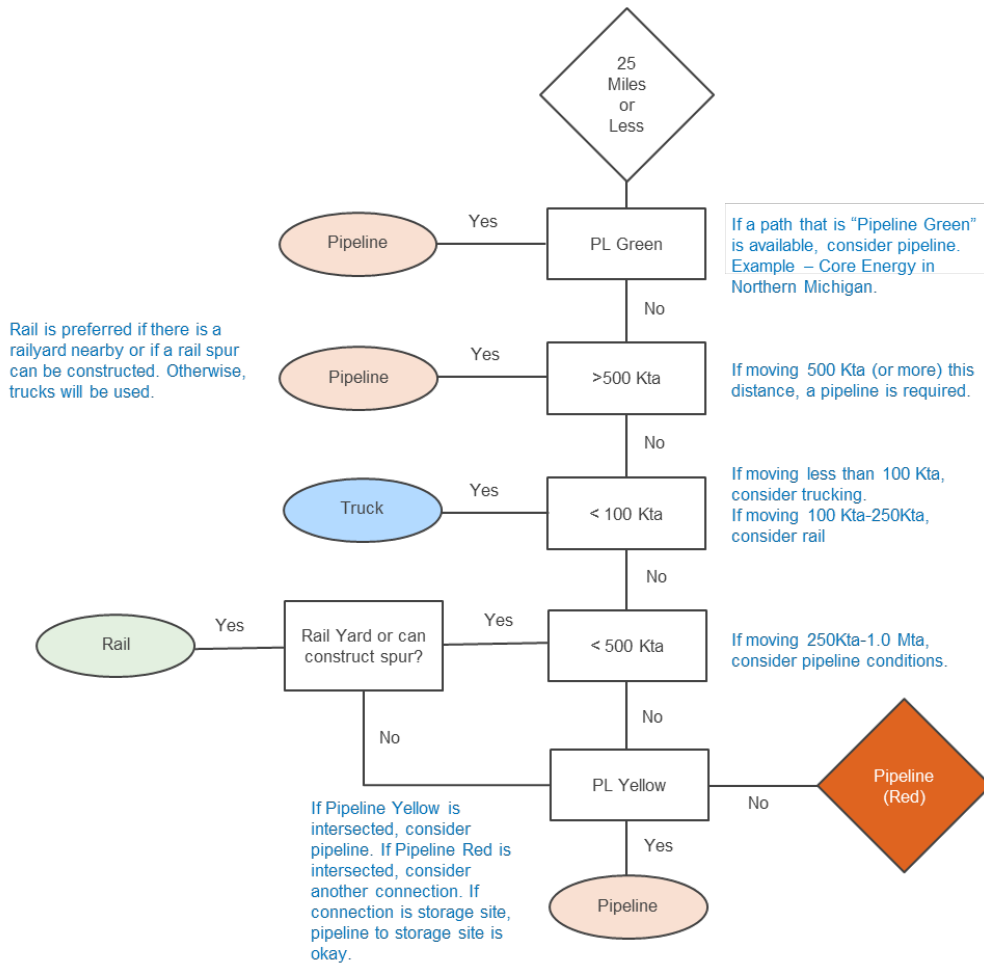 25
Miles
or
Less
Pipeline
Yes
PL Green
If a path that is “Pipeline Green”
is available, consider pipeline.
Example – Core Energy in
Northern Michigan.
No
Rail is preferred if there is a
railyard nearby or if a rail spur
can be constructed. Otherwise,
trucks will be used.
Pipeline
Yes
>500 Kta
If moving 500 Kta (or more) this
distance, a pipeline is required.
No
Truck
Yes
< 100 Kta
If moving less than 100 Kta,
consider trucking.
If moving 100 Kta-250Kta,
consider rail
No
Rail
Yes
Rail Yard or can
construct spur?
Yes
< 500 Kta
If moving 250Kta-1.0 Mta,
consider pipeline conditions.
No
No
PL Yellow
No
Pipeline
(Red)
If Pipeline Yellow is
intersected, consider
pipeline. If Pipeline Red is
intersected, consider
another connection. If
connection is storage site,
pipeline to storage site is
okay.
Yes
Pipeline